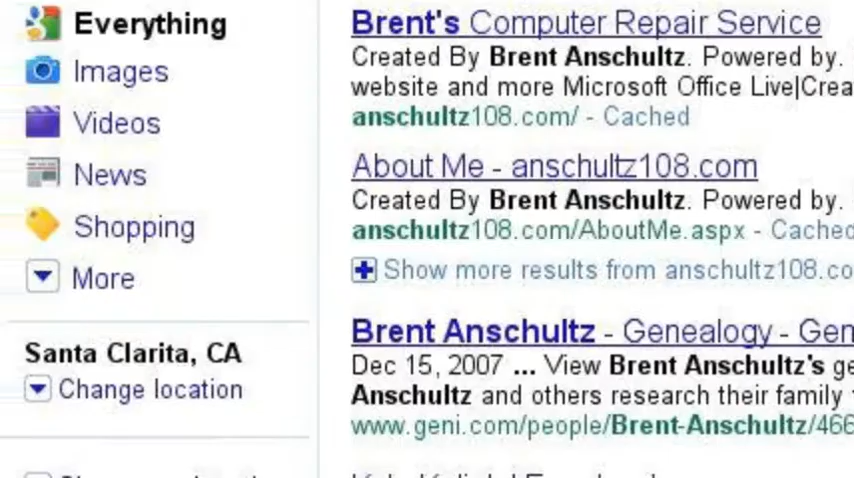 Everything
Images
Videos
News
Shopping
More
Santa Clarita, CA
Change location
Brent's Computer Repair Service
Created By Brent Anschultz. Powered by.
website and more Microsoft Office Live|Crea
anschultz108.com/ - Cached
About Me - anschultz108.com
Created By Brent Anschultz. Powered by.
anschultz108.com/AboutMe.aspx - Cached
Show more results from anschultz108.co
Brent Anschultz - Genealogy - Gen
Dec 15, 2007 ... View Brent Anschultz's ge
Anschultz and others research their family
www.geni.com/people/Brent-Anschultz/466